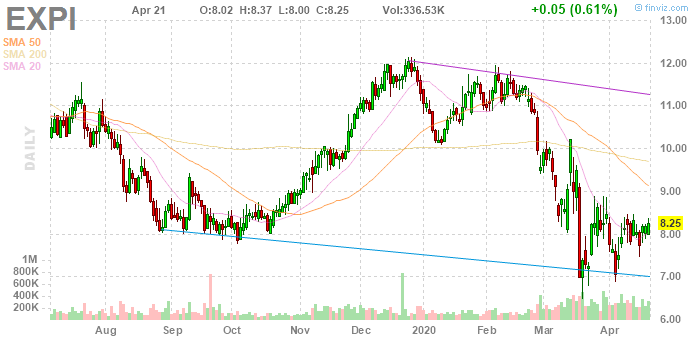 EXPI Apr 21 O:8.02 H:8.37 L:8.00 C:8.25 Vol:336.53K +0.05 (0.61%) © finviz.com
SMA 50
SMA 200
SMA 20
DAILY
13.00
12.00
11.00
10.00
9.00
8.25
8.00
7.00
6.00
1M
800K
600K
400K
200K
Aug Sep Oct Nov Dec 2020 Feb Mar Apr